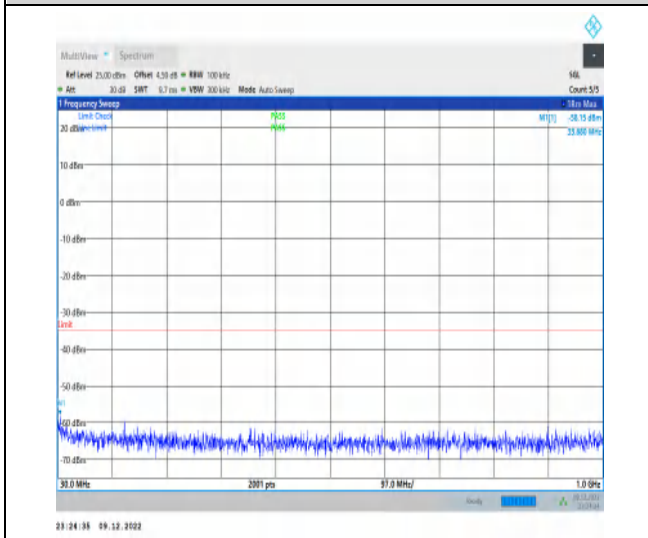 MultiView Spectrum
Ref Level 25.00 dBm Offset 4.50 dB RBW 100 kHz SGL
Att 30 dB SWT 9.7 ms VBW 300 kHz Mode Auto Sweep Count 5/5
1 Frequency Sweep
Limit Check PASS M1[1] -58.15 dBm
20 dBm Limit PASS
10 dBm
0 dBm
-10 dBm
-20 dBm
-30 dBm
Limit
-40 dBm
-50 dBm
M1
-60 dBm
-70 dBm
30.0 MHz 2001 pts 97.0 MHz/ 1.0 GHz
Ready
23:24:35 09.12.2022